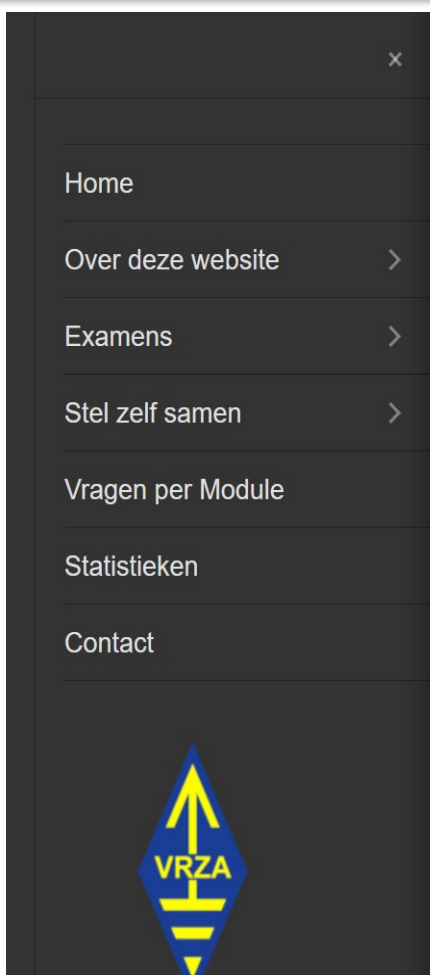 ×
Home
Over deze website
Examens
Stel zelf samen
Vragen per Module
Statistieken
Contact
VRZA